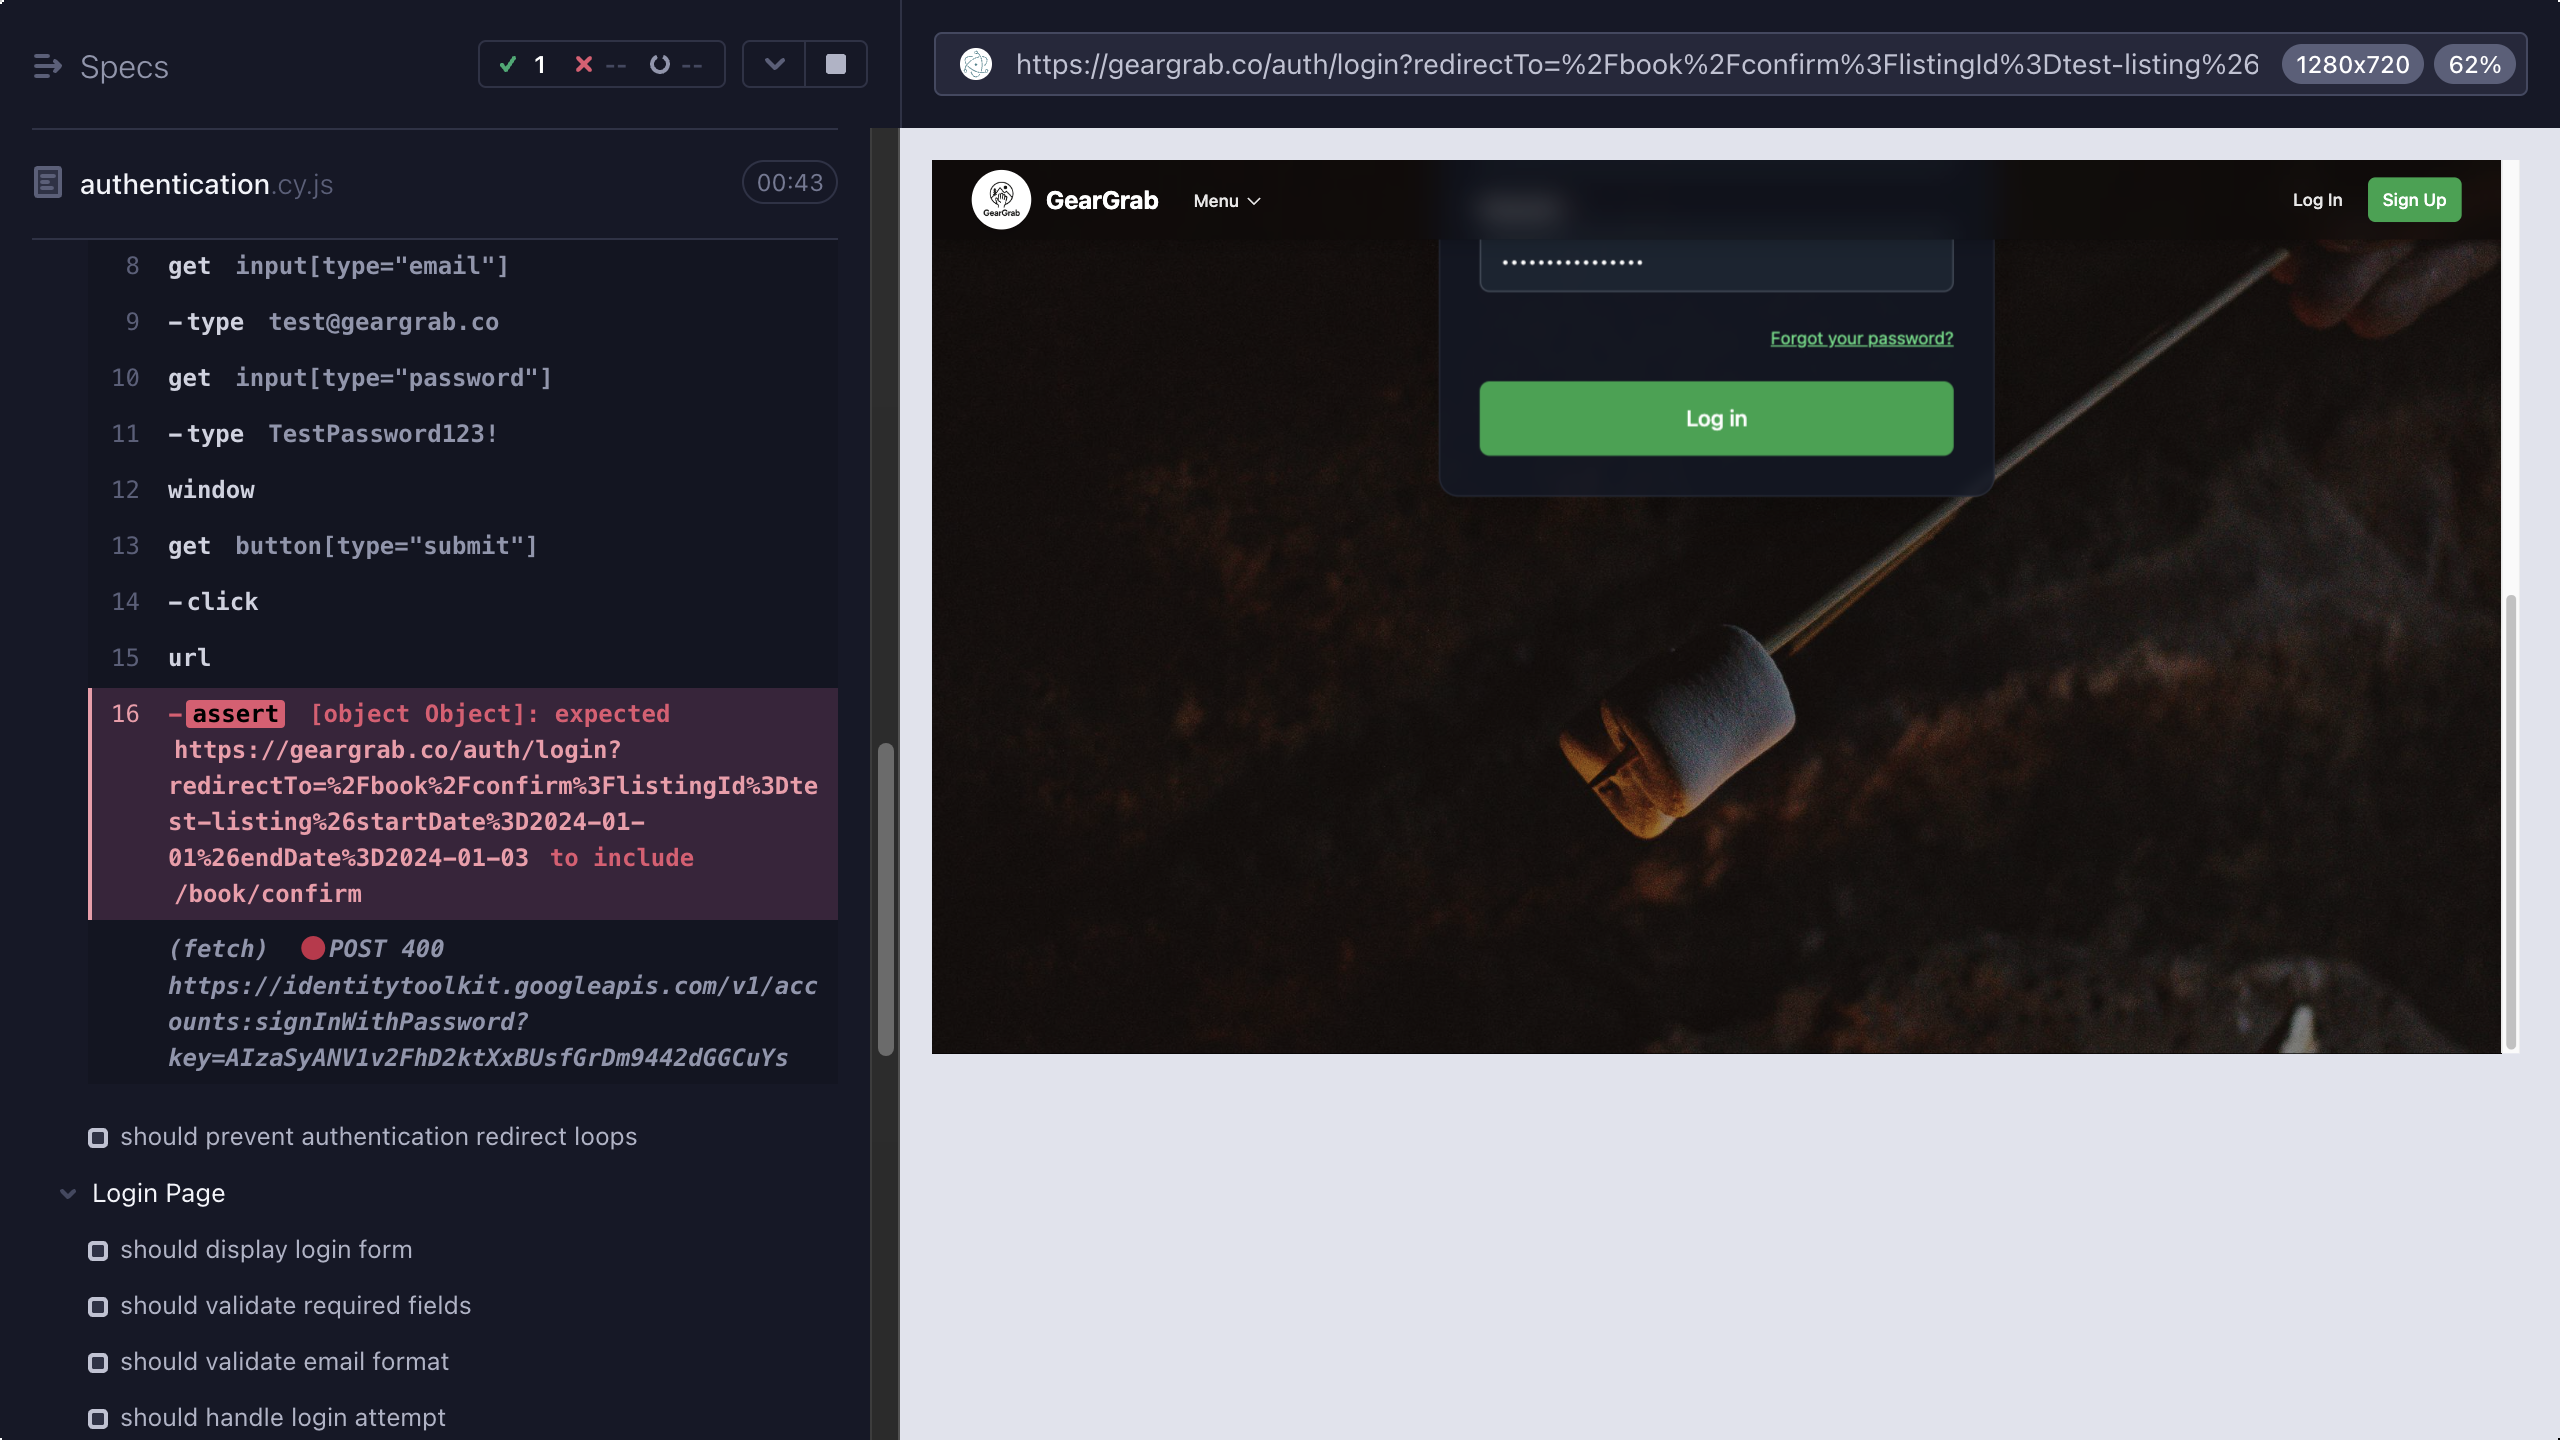 Specs
1 -- --
authentication.cy.js
00:43
8 get input[type="email"]
9 -type test@geargrab.co
10 get input[type="password"]
11 -type TestPassword123!
12 window
13 get button[type="submit"]
14 -click
15 url
16 -assert [object Object]: expected
https://geargrab.co/auth/login?
redirectTo=%2Fbook%2Fconfirm%3FlistingId%3Dte
st-listing%26startDate%3D2024-01-
01%26endDate%3D2024-01-03 to include
/book/confirm
(fetch) POST 400
https://identitytoolkit.googleapis.com/v1/acc
ounts:signInWithPassword?
key=AIzaSyANV1v2FhD2ktXxBUsfGrDm9442dGGCuYs
should prevent authentication redirect loops
Login Page
should display login form
should validate required fields
should validate email format
should handle login attempt
https://geargrab.co/auth/login?redirectTo=%2Fbook%2Fconfirm%3FlistingId%3Dtest-listing%26
1280x720
62%
GearGrab
GearGrab
Menu
Log In
Sign Up
••••••••••••••••
Forgot your password?
Log in